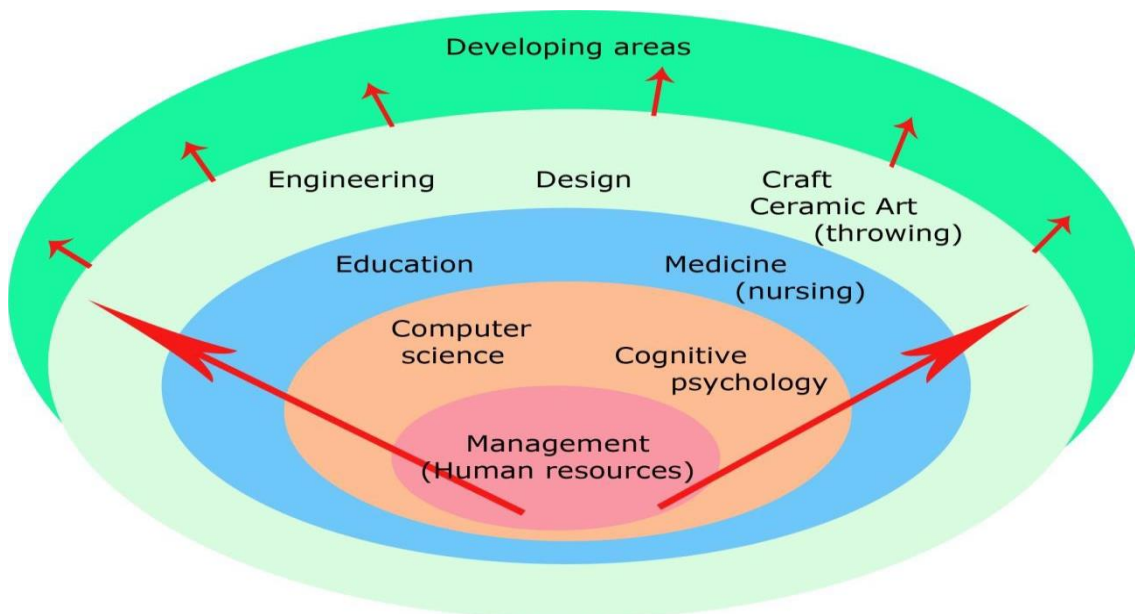 Developing areas
Engineering
Design
Craft
Ceramic Art
(throwing)
Education
Medicine
(nursing)
Computer
science
Cognitive
psychology
Management
(Human resources)